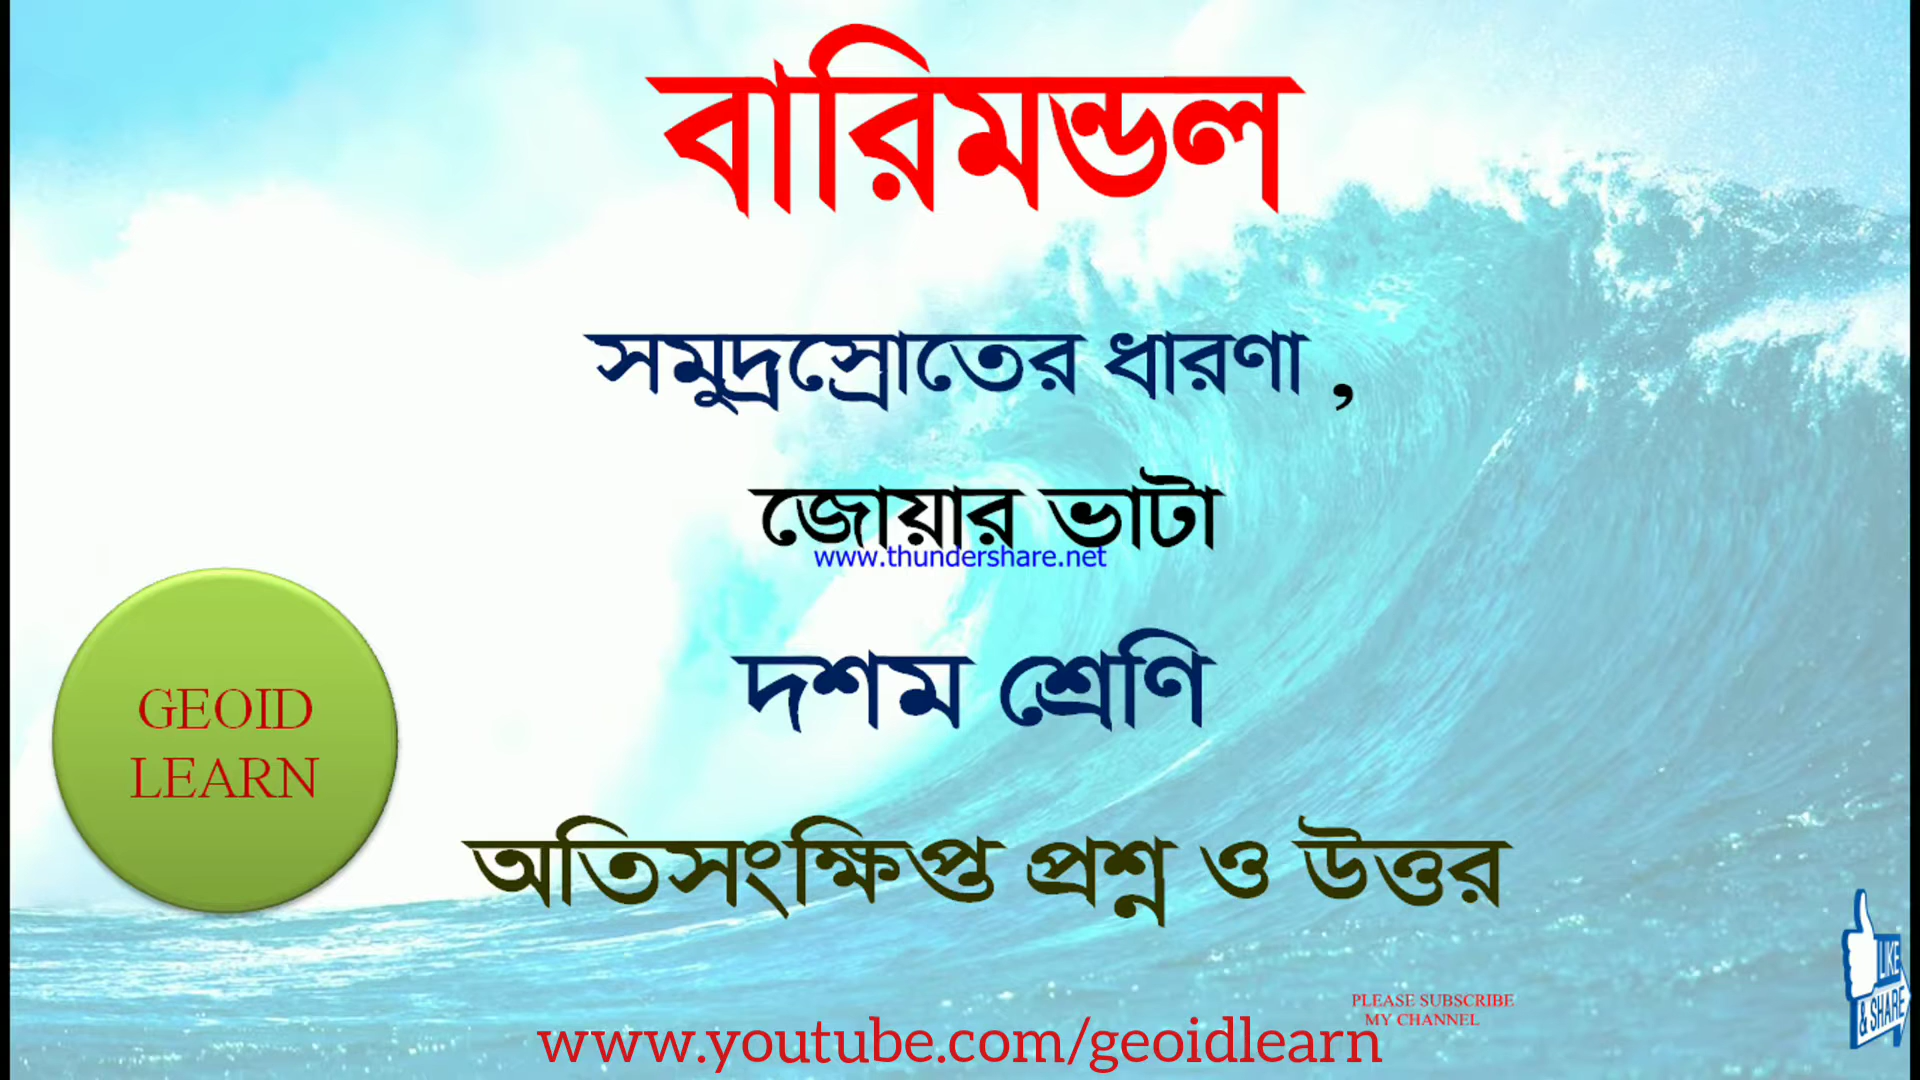 বারিমন্ডল
সমুদ্রস্রোতের ধারণা ,
জোয়ার ভাটা
www.thundershare.net
দশম শ্রেণি
GEOID
LEARN
অতিসংক্ষিপ্ত প্রশ্ন ও উত্তর
LIKE
& SHARE
PLEASE SUBSCRIBE
MY CHANNEL
www.youtube.com/geoidlearn